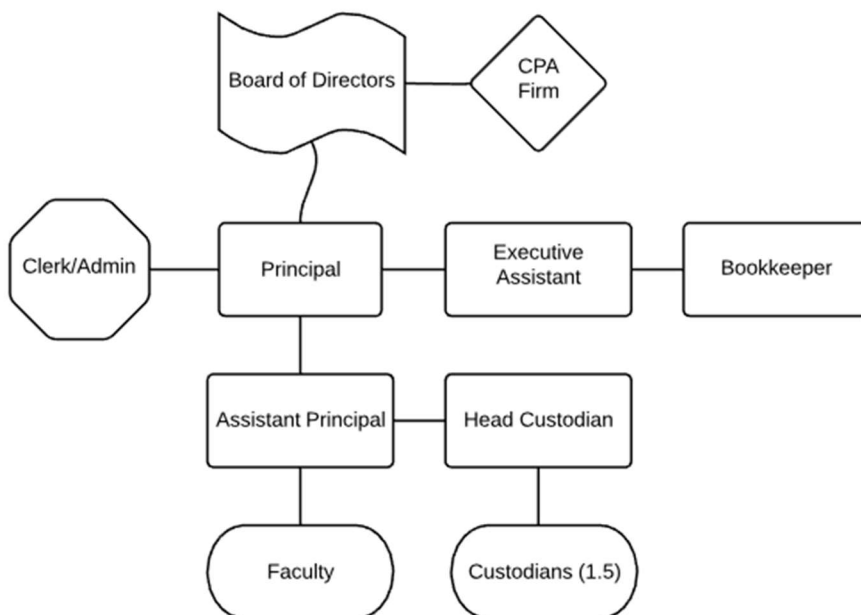 Board of Directors
CPA
Firm
Clerk/Admin
Principal
Executive
Assistant
Bookkeeper
Assistant Principal
Head Custodian
Faculty
Custodians (1.5)